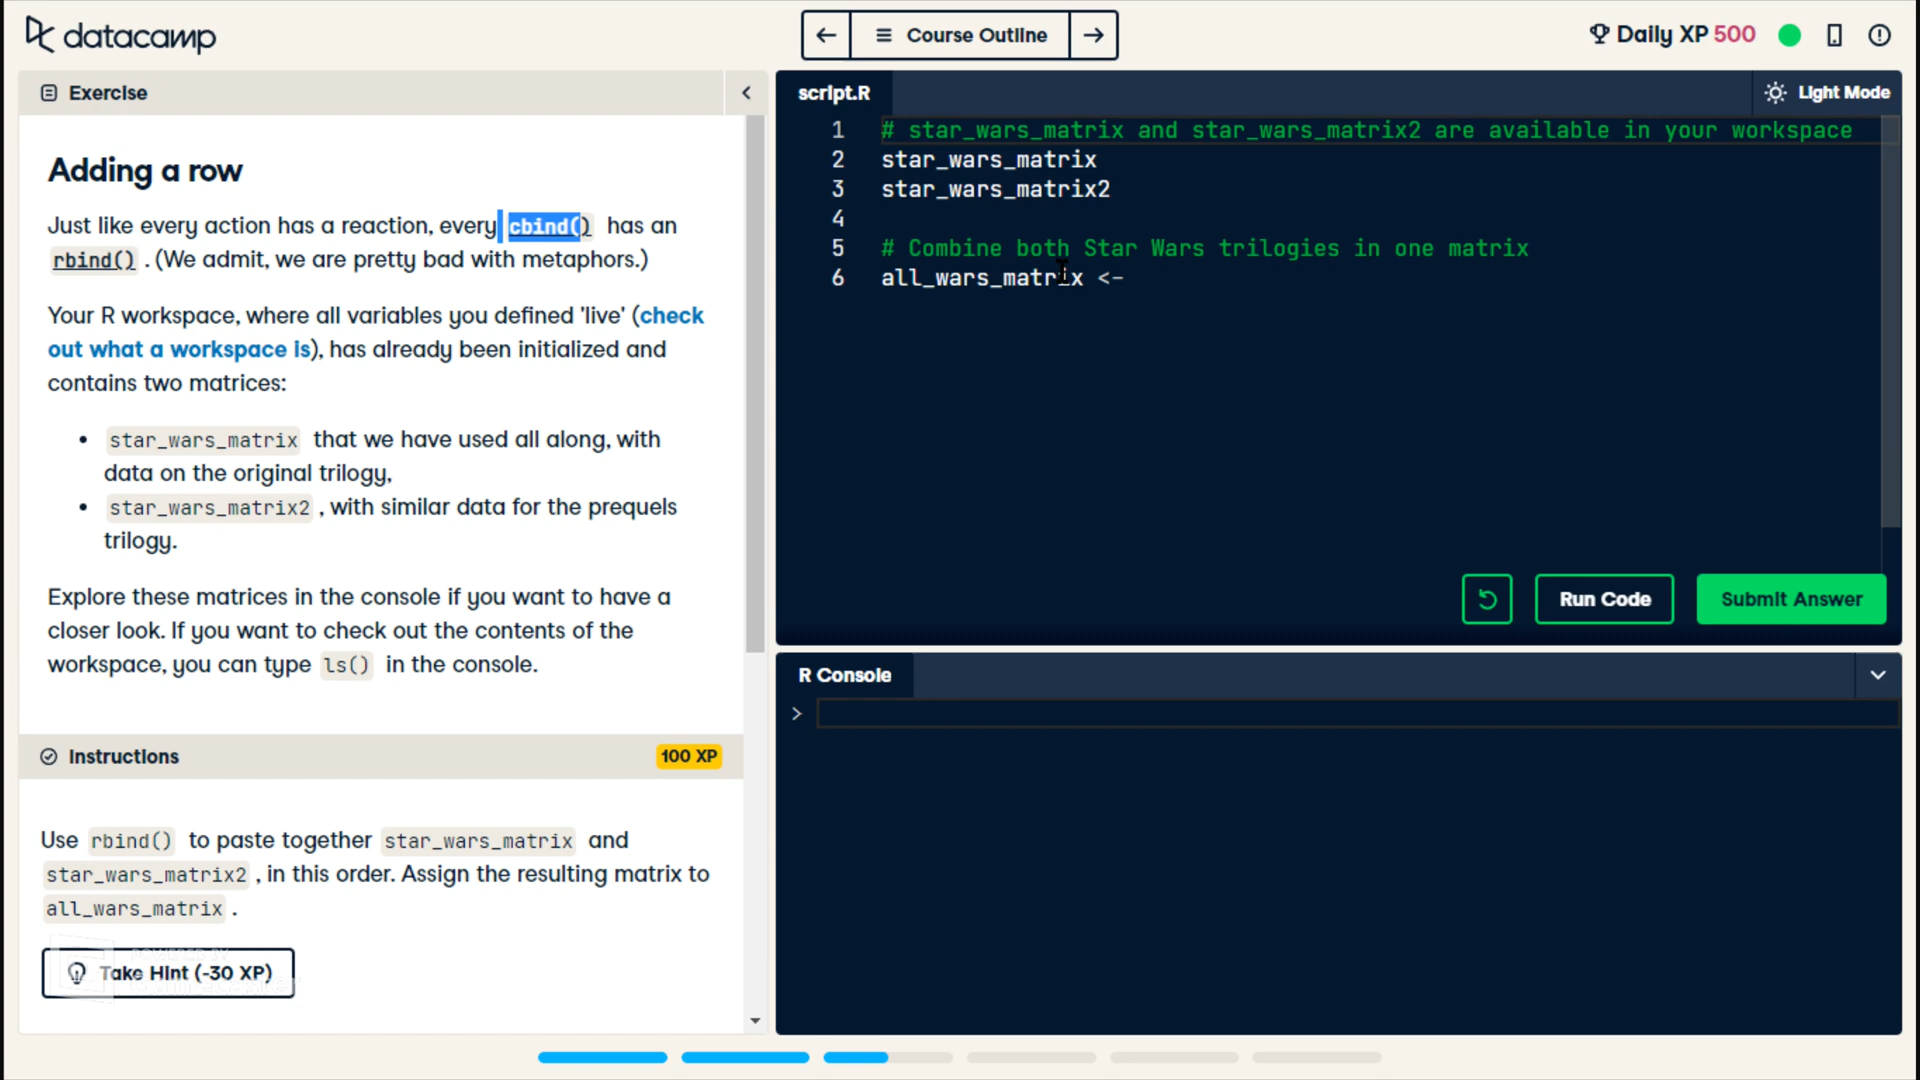 datacamp
Course Outline
Daily XP 500
Exercise
Adding a row
Just like every action has a reaction, every cbind() has an
rbind() . (We admit, we are pretty bad with metaphors.)
Your R workspace, where all variables you defined 'live' (check
out what a workspace is), has already been initialized and
contains two matrices:
• star_wars_matrix that we have used all along, with
data on the original trilogy,
• star_wars_matrix2 , with similar data for the prequels
trilogy.
Explore these matrices in the console if you want to have a
closer look. If you want to check out the contents of the
workspace, you can type ls() in the console.
Instructions
100 XP
Use rbind() to paste together star_wars_matrix and
star_wars_matrix2 , in this order. Assign the resulting matrix to
all_wars_matrix .
Take Hint (-30 XP)
script.R
Light Mode
1 # star_wars_matrix and star_wars_matrix2 are available in your workspace
2 star_wars_matrix
3 star_wars_matrix2
4
5 # Combine both Star Wars trilogies in one matrix
6 all_wars_matrix <-
Run Code
Submit Answer
R Console
>